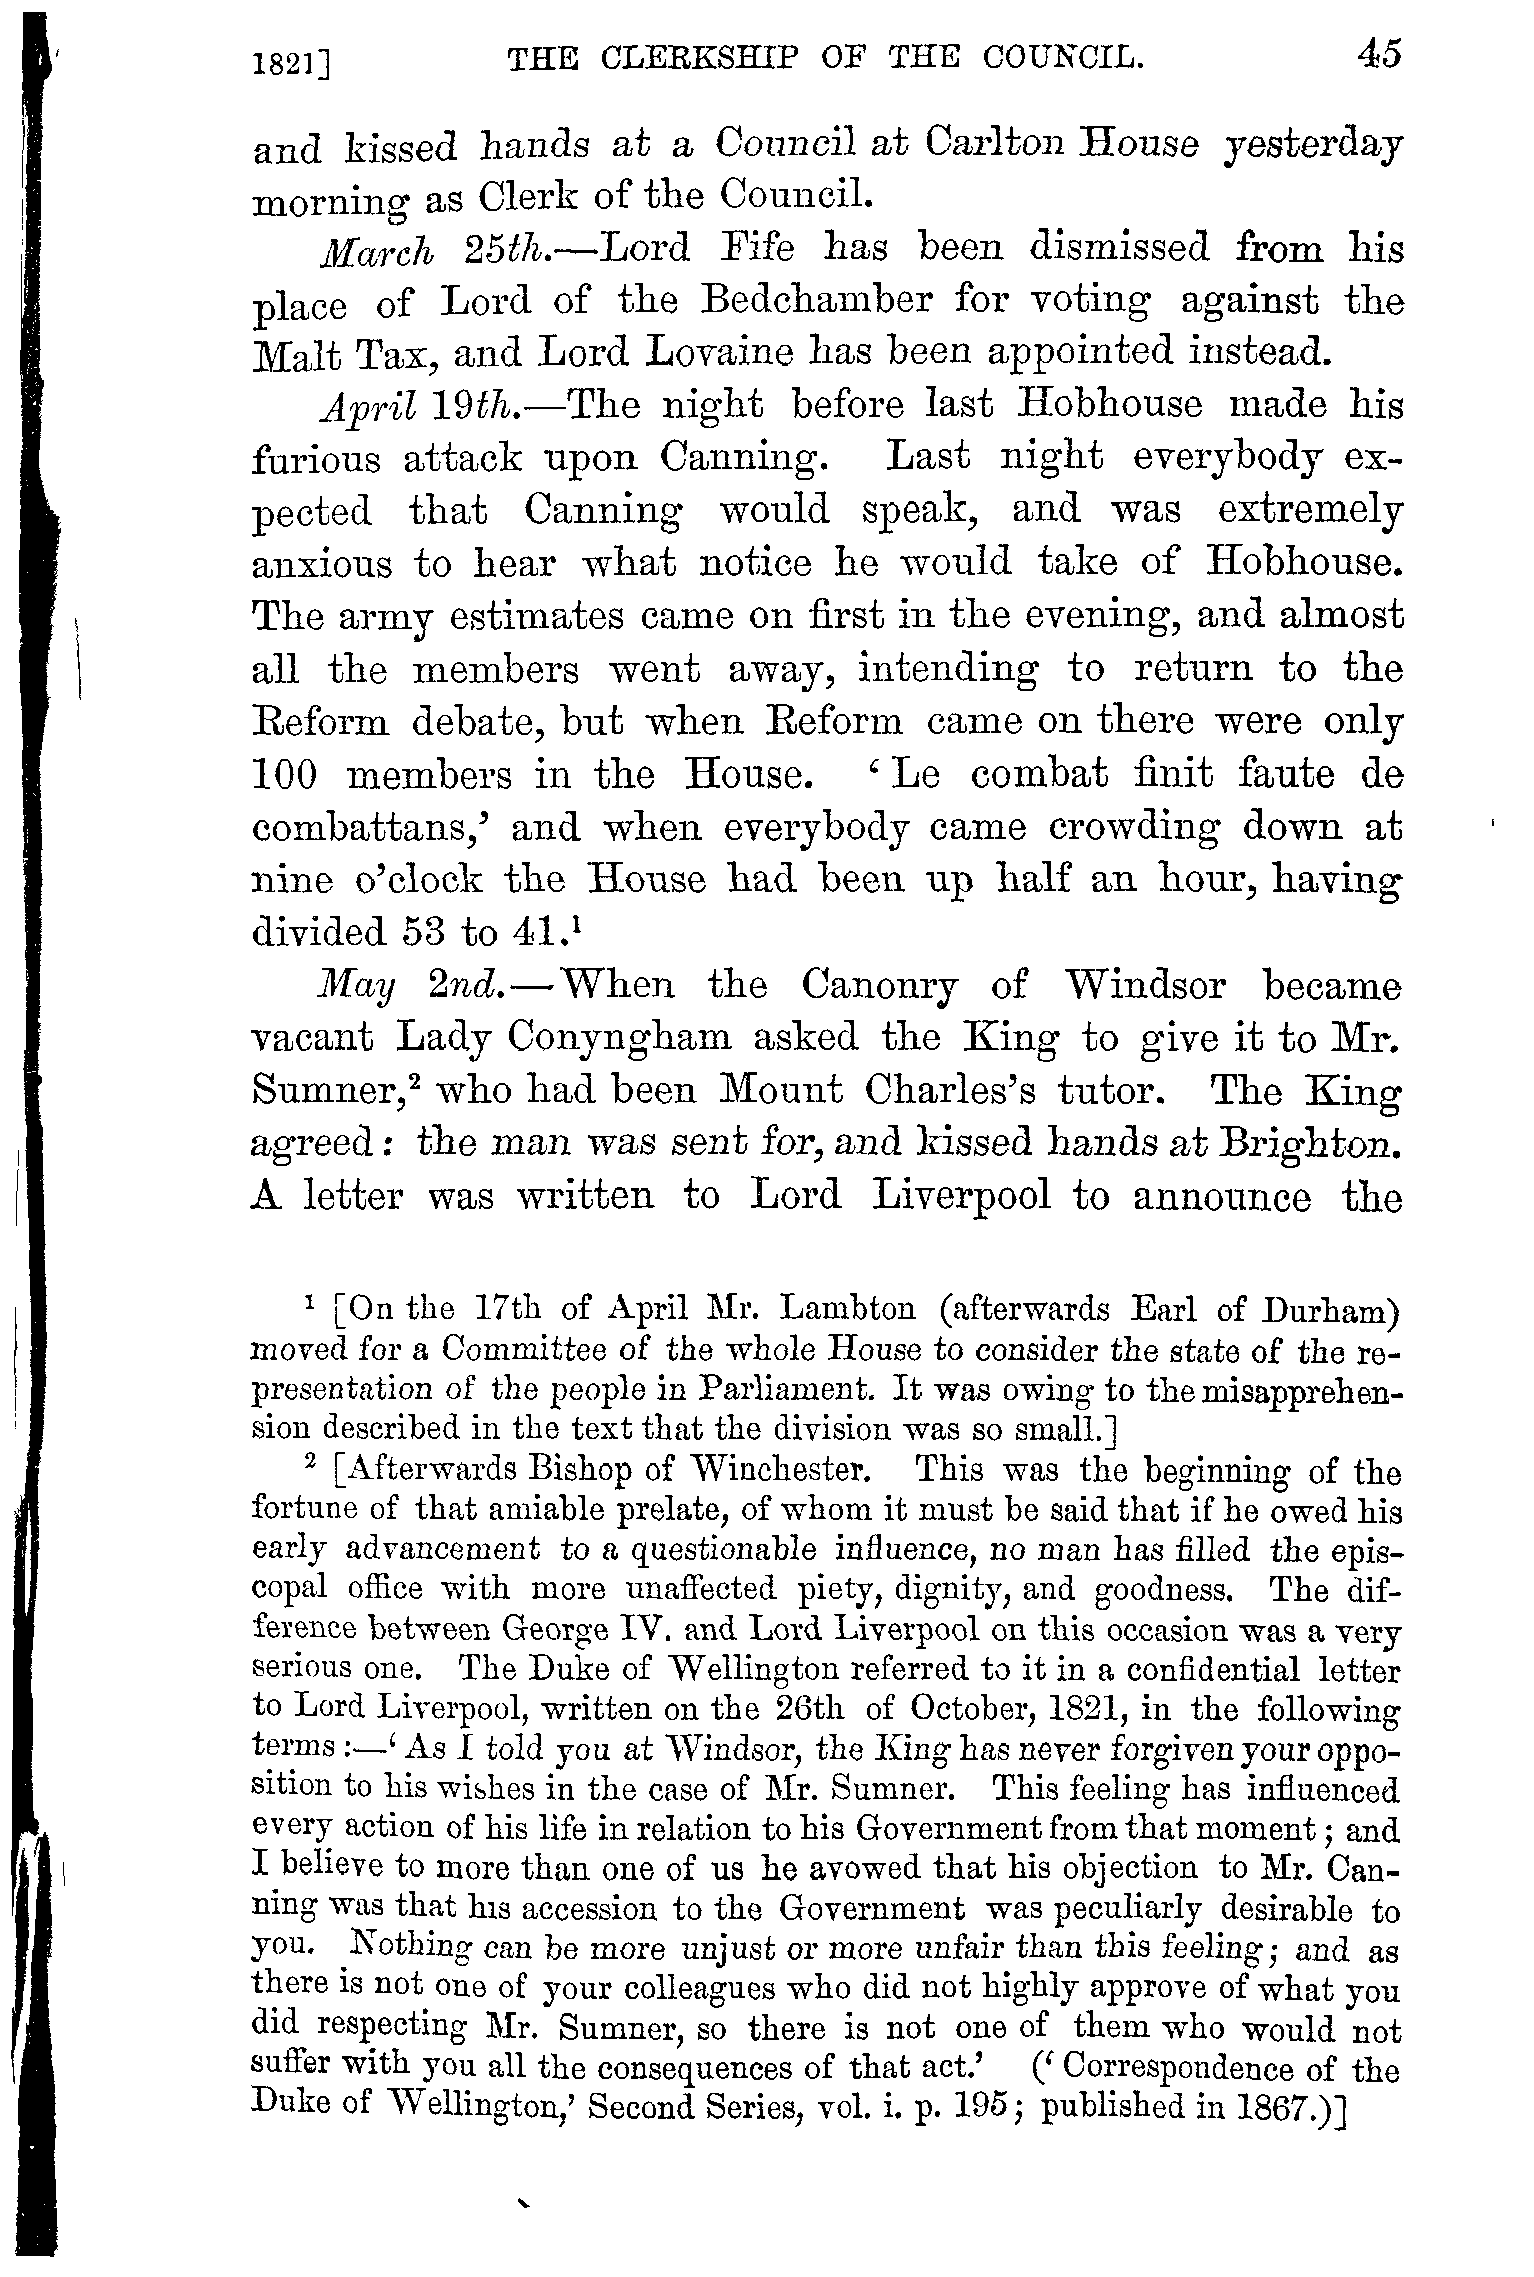 1821] THE CLERKSHIP OF THE COUNCIL. 45
and kissed hands at a Council at Carlton House yesterday
morning as Clerk of the Council.
March 25th.—Lord Fife has been dismissed from his
place of Lord of the Bedchamber for voting against the
Malt Tax, and Lord Lovaine has been appointed instead.
April 19th.—The night before last Hobhouse made his
furious attack upon Canning. Last night everybody ex-
pected that Canning would speak, and was extremely
anxious to hear what notice he would take of Hobhouse.
The army estimates came on first in the evening, and almost
all the members went away, intending to return to the
Reform debate, but when Reform came on there were only
100 members in the House. ‘Le combat finit faute de
combattans,’ and when everybody came crowding down at
nine o’clock the House had been up half an hour, having
divided 53 to 41.¹
May 2nd.—When the Canonry of Windsor became
vacant Lady Conyngham asked the King to give it to Mr.
Sumner,² who had been Mount Charles’s tutor. The King
agreed: the man was sent for, and kissed hands at Brighton.
A letter was written to Lord Liverpool to announce the
¹ [On the 17th of April Mr. Lambton (afterwards Earl of Durham)
moved for a Committee of the whole House to consider the state of the re-
presentation of the people in Parliament. It was owing to the misapprehen-
sion described in the text that the division was so small.]
² [Afterwards Bishop of Winchester. This was the beginning of the
fortune of that amiable prelate, of whom it must be said that if he owed his
early advancement to a questionable influence, no man has filled the epis-
copal office with more unaffected piety, dignity, and goodness. The dif-
ference between George IV. and Lord Liverpool on this occasion was a very
serious one. The Duke of Wellington referred to it in a confidential letter
to Lord Liverpool, written on the 26th of October, 1821, in the following
terms:—‘As I told you at Windsor, the King has never forgiven your oppo-
sition to his wishes in the case of Mr. Sumner. This feeling has influenced
every action of his life in relation to his Government from that moment; and
I believe to more than one of us he avowed that his objection to Mr. Can-
ning was that his accession to the Government was peculiarly desirable to
you. Nothing can be more unjust or more unfair than this feeling; and as
there is not one of your colleagues who did not highly approve of what you
did respecting Mr. Sumner, so there is not one of them who would not
suffer with you all the consequences of that act.’ (‘Correspondence of the
Duke of Wellington,’ Second Series, vol. i. p. 195; published in 1867.)]